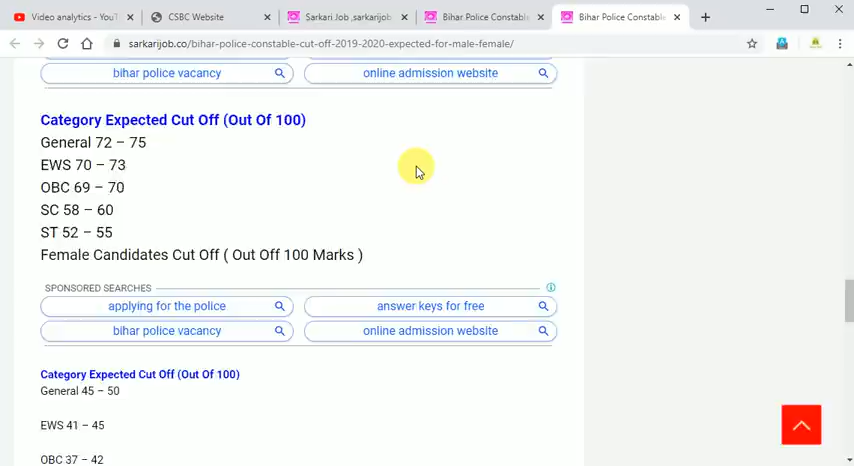 Video analytics - YouT
CSBC Website
Sarkari Job ,sarkarijob
Bihar Police Constable
Bihar Police Constable
sarkarijob.co/bihar-police-constable-cut-off-2019-2020-expected-for-male-female/
bihar police vacancy
online admission website
Category Expected Cut Off (Out Of 100)
General 72 – 75
EWS 70 – 73
OBC 69 – 70
SC 58 – 60
ST 52 – 55
Female Candidates Cut Off ( Out Off 100 Marks )
SPONSORED SEARCHES
applying for the police
answer keys for free
bihar police vacancy
online admission website
Category Expected Cut Off (Out Of 100)
General 45 – 50
EWS 41 – 45
OBC 37 – 42